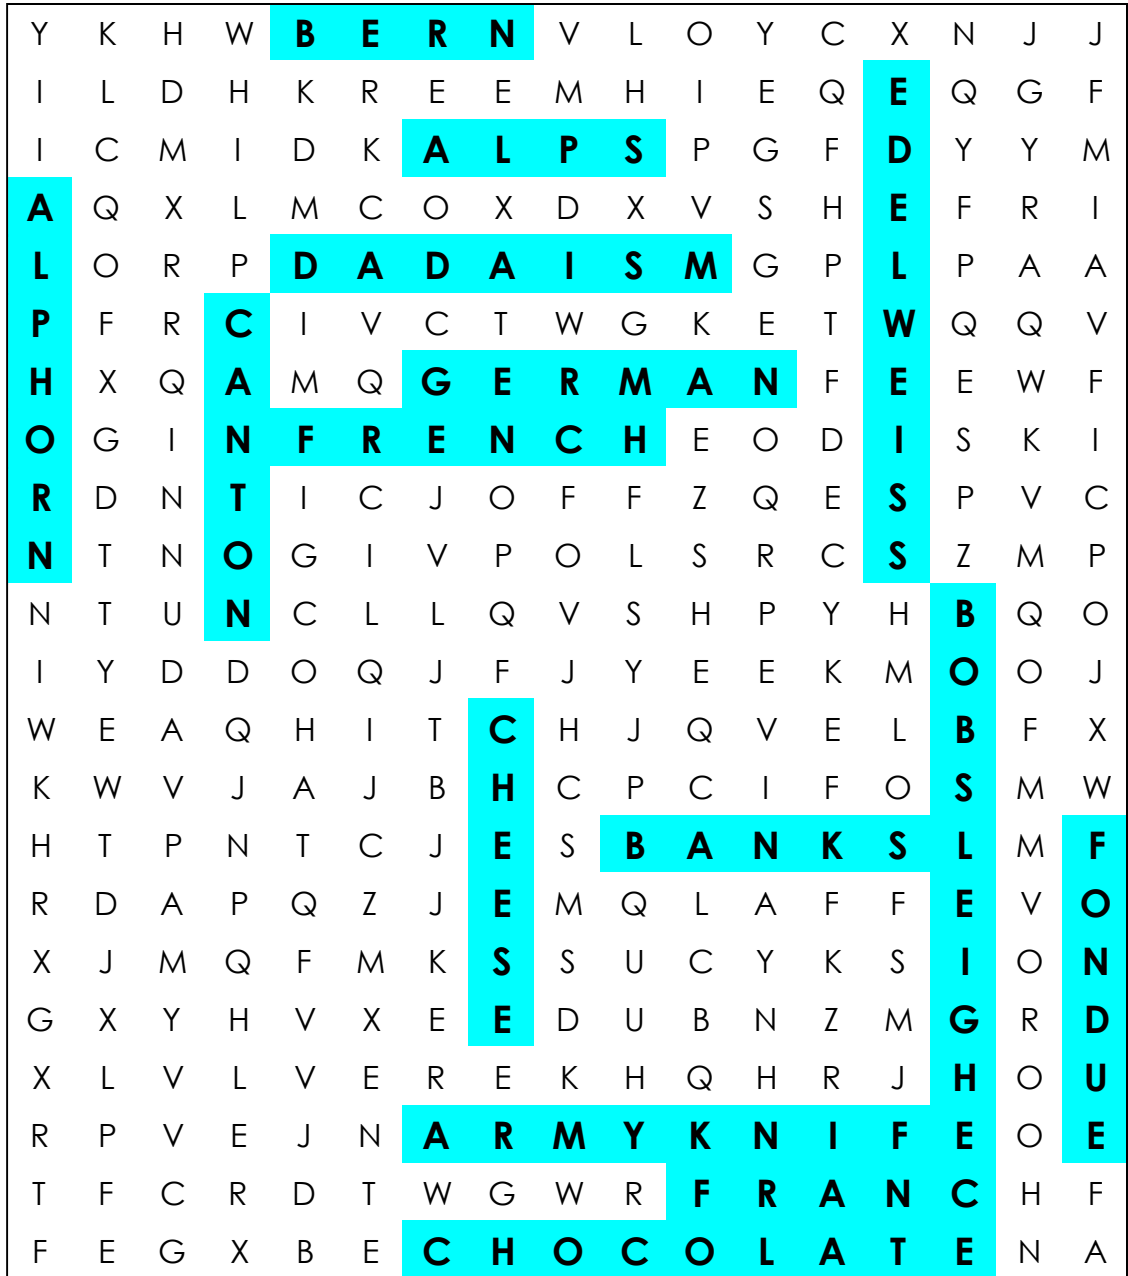 Y K H W B E R N V L O Y C X N J J
I L D H K R E E M H I E Q E Q G F
I C M I D K A L P S P G F D Y Y M
A Q X L M C O X D X V S H E F R I
L O R P D A D A I S M G P L P A A
P F R C I V C T W G K E T W Q Q V
H X Q A M Q G E R M A N F E E W F
O G I N F R E N C H E O D I S K I
R D N T I C J O F F Z Q E S P V C
N T N O G I V P O L S R C S Z M P
N T U N C L L Q V S H P Y H B Q O
I Y D D O Q J F J Y E E K M O O J
W E A Q H I T C H J Q V E L B F X
K W V J A J B H C P C I F O S M W
H T P N T C J E S B A N K S L M F
R D A P Q Z J E M Q L A F F E V O
X J M Q F M K S S U C Y K S I O N
G X Y H V X E E D U B N Z M G R D
X L V L V E R E K H Q H R J H O U
R P V E J N A R M Y K N I F E O E
T F C R D T W G W R F R A N C H F
F E G X B E C H O C O L A T E N A